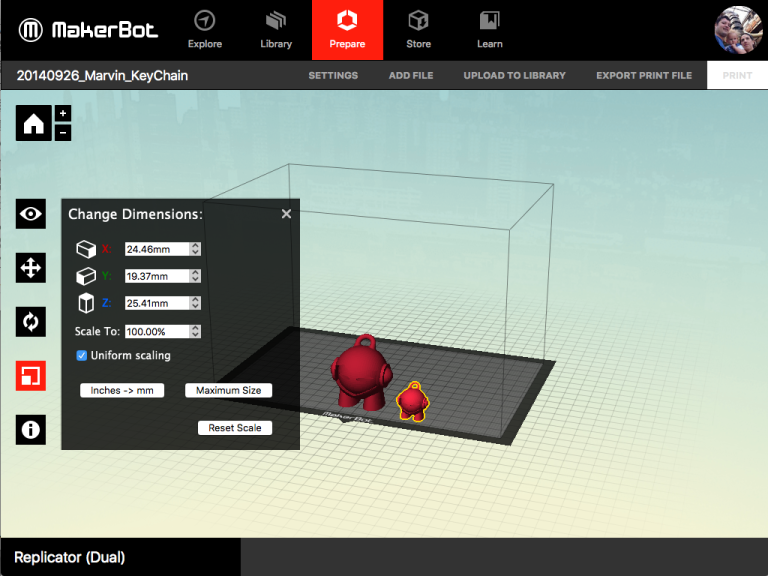 MakerBot
Explore
Library
Prepare
Store
Learn
20140926_Marvin_KeyChain
SETTINGS
ADD FILE
UPLOAD TO LIBRARY
EXPORT PRINT FILE
PRINT
+
-
Change Dimensions:
X: 24.46mm
Y: 19.37mm
Z: 25.41mm
Scale To: 100.00%
Uniform scaling
Inches -> mm
Maximum Size
Reset Scale
MakerBot
Replicator (Dual)